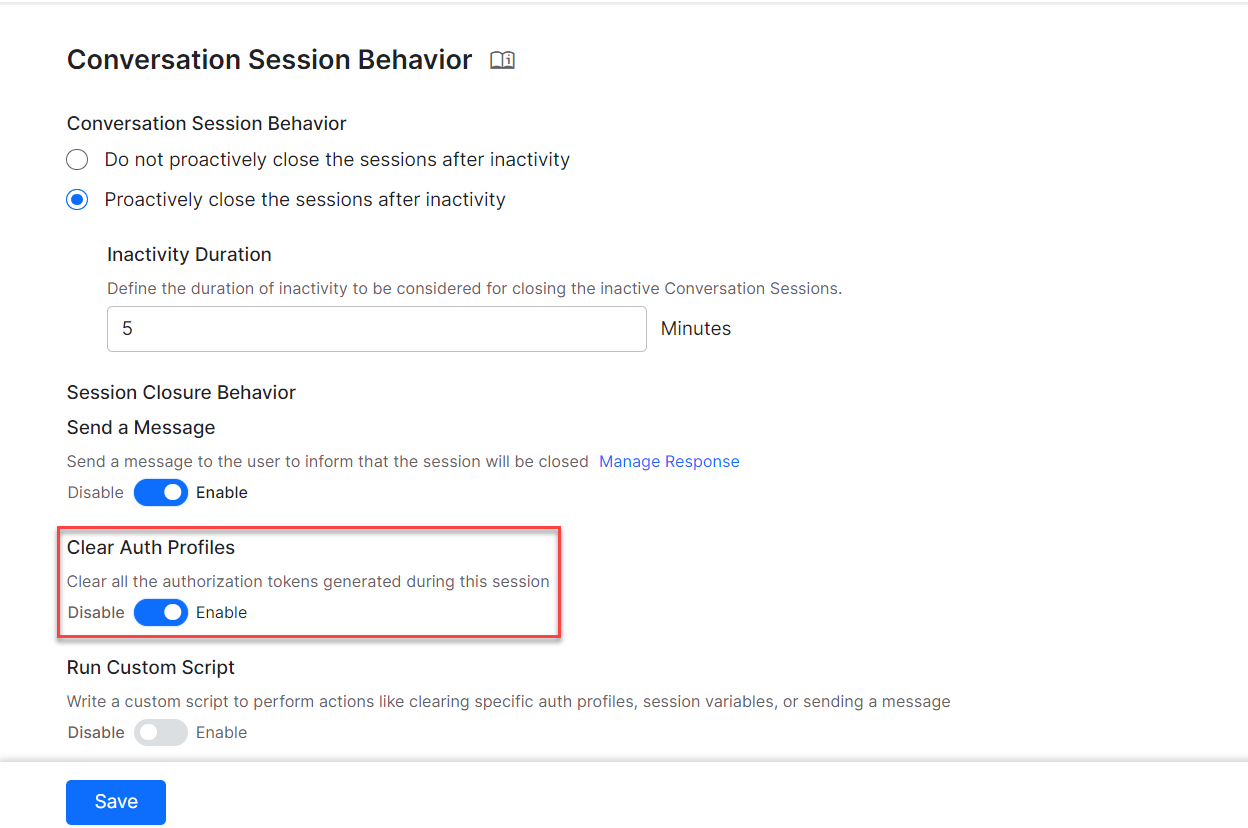 Conversation Session Behavior
Conversation Session Behavior
Do not proactively close the sessions after inactivity
Proactively close the sessions after inactivity
Inactivity Duration
Define the duration of inactivity to be considered for closing the inactive Conversation Sessions.
5 Minutes
Session Closure Behavior
Send a Message
Send a message to the user to inform that the session will be closed Manage Response
Disable Enable
Clear Auth Profiles
Clear all the authorization tokens generated during this session
Disable Enable
Run Custom Script
Write a custom script to perform actions like clearing specific auth profiles, session variables, or sending a message
Disable Enable
Save